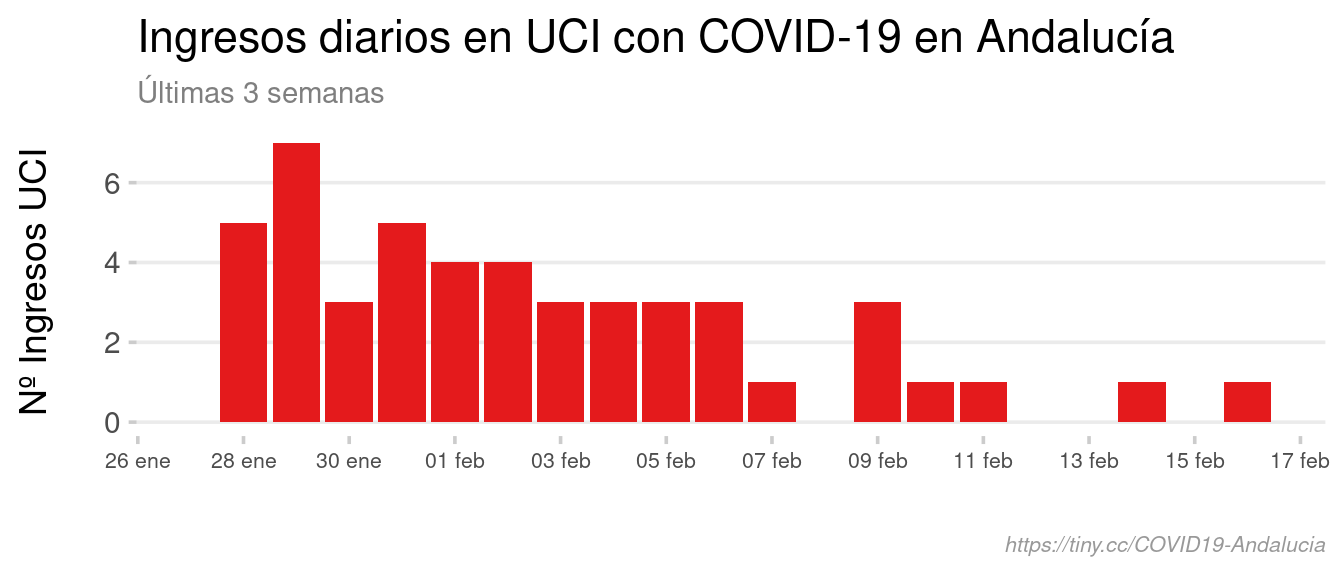 Ingresos diarios en UCI con COVID-19 en Andalucía
Últimas 3 semanas
Nº Ingresos UCI
6
4
2
0
26 ene 28 ene 30 ene 01 feb 03 feb 05 feb 07 feb 09 feb 11 feb 13 feb 15 feb 17 feb
https://tiny.cc/COVID19-Andalucia